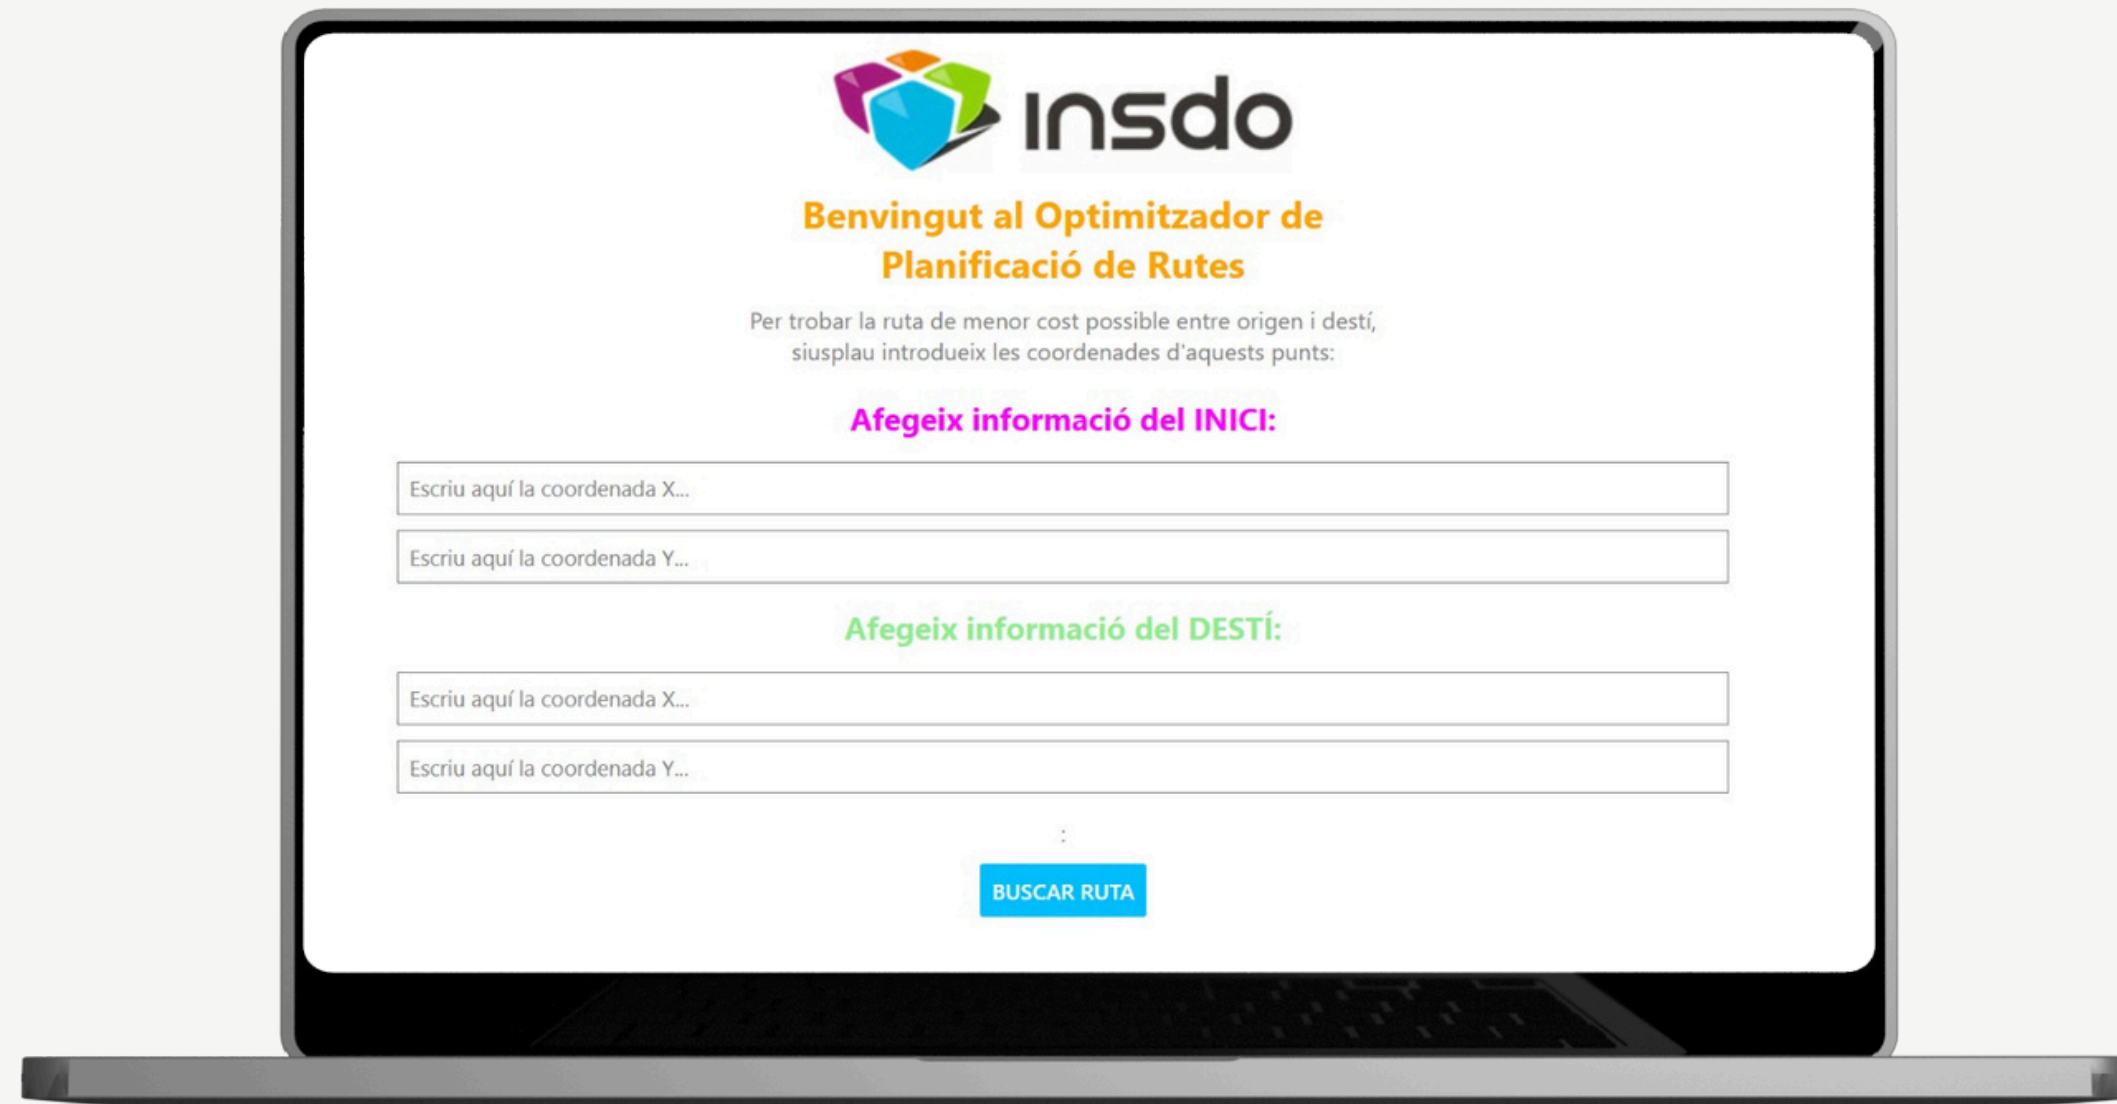 insdo
Benvingut al Optimitzador de
Planificació de Rutes
Per trobar la ruta de menor cost possible entre origen i destí,
siusplau introdueix les coordenades d'aquests punts:
Afegeix informació del INICI:
Escriu aquí la coordenada X...
Escriu aquí la coordenada Y...
Afegeix informació del DESTÍ:
Escriu aquí la coordenada X...
Escriu aquí la coordenada Y...
:
BUSCAR RUTA